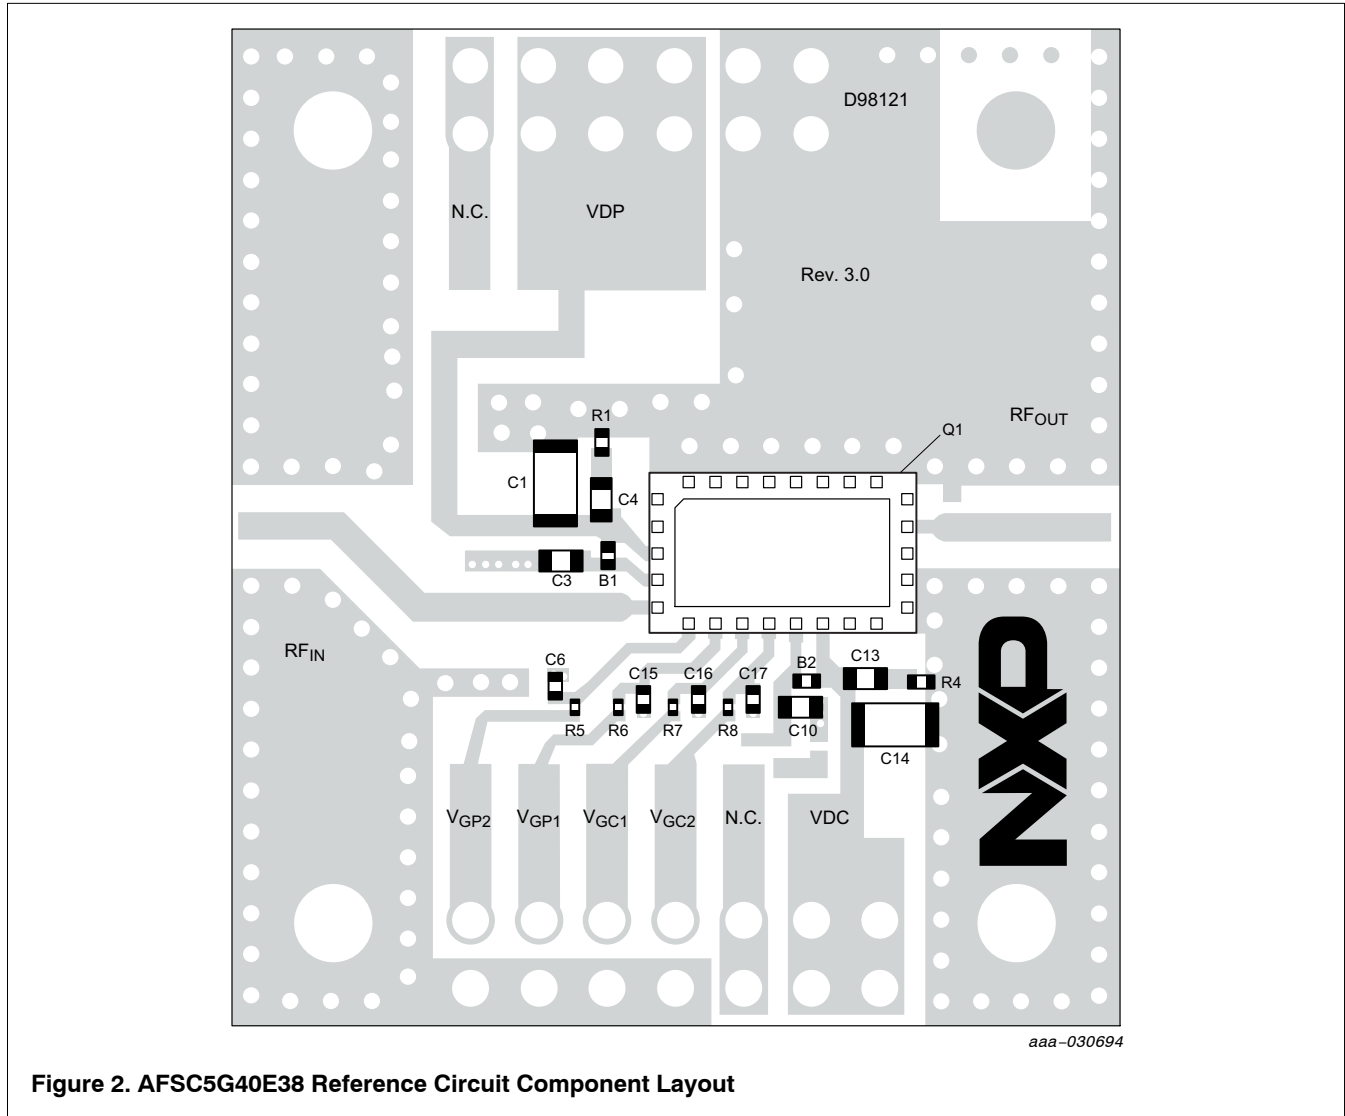 D98121
N.C.
VDP
Rev. 3.0
RFOUT
R1
Q1
C1
C4
C3
B1
RFIN
C6
C15
C16
C17
B2
C13
R4
R5
R6
R7
R8
C10
C14
VGP2
VGP1
VGC1
VGC2
N.C.
VDC
NXP
aaa–030694
Figure 2. AFSC5G40E38 Reference Circuit Component Layout